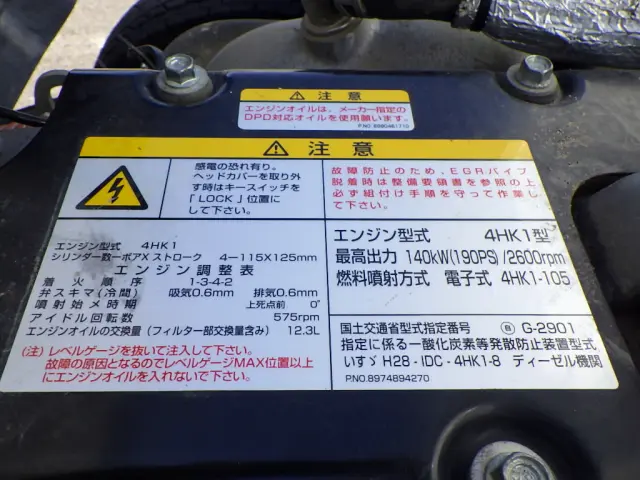 注意
エンジンオイルは、メーカー指定の
DPD対応オイルを使用願います。
注意
感電の恐れ有り。
ヘッドカバーを取り外
す時はキースイッチを
「LOCK」位置に
して下さい。
故障防止のため、EGRパイプ
脱着時は整備要領書を参照の上
必ず組付け手順を守って作業し
て下さい。
エンジン型式 4HK1
シリンダー数ーボアXストローク 4ー115X125mm
エンジン調整表
着火順序 1-3-4-2
弁スキマ(冷間) 吸気0.6mm 排気0.6mm
噴射始メ時期 上死点前 0°
アイドル回転数 575rpm
エンジンオイルの交換量(フィルター部交換量含み) 12.3L
(注)レベルゲージを抜いて注入して下さい。
故障の原因となるのでレベルゲージMAX位置以上
にエンジンオイルを入れないで下さい。
エンジン型式 4HK1型
最高出力 140kW(190PS)/2600rpm
燃料噴射方式 電子式 4HK1-105
国土交通省型式指定番号 G-2901
指定に係る一酸化炭素等発散防止装置型式
いすゞ H28-IDC-4HK1-8 ディーゼル機関
P.NO.8974894270